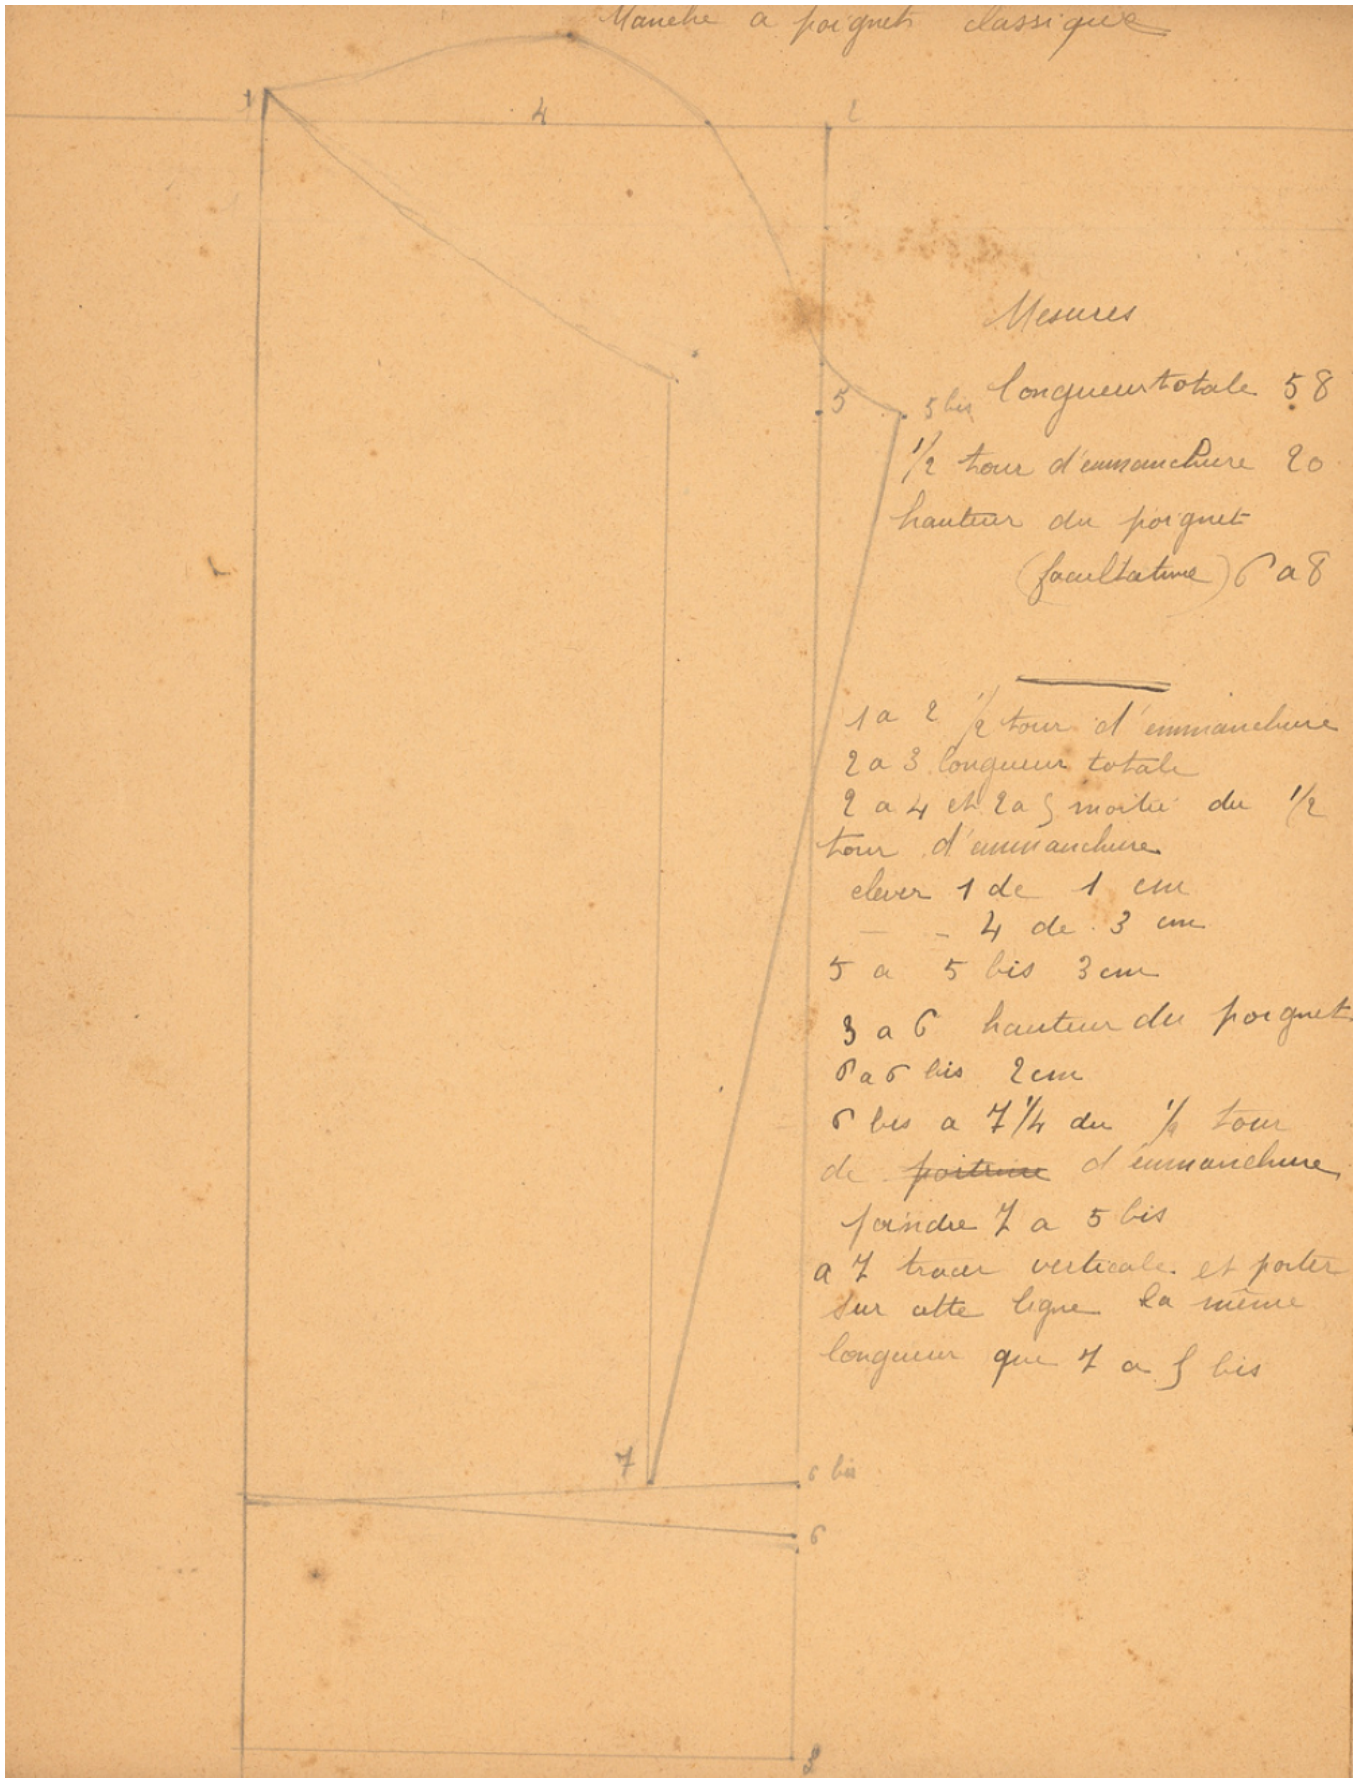 Manche a poignets classique
1
4
2
Mesures
longueur totale 58
5
5 bis
1/2 tour d'emmanchure 20
hauteur du poignet
(facultative) 6 a 8
1 a 2 1/2 tour d'emmanchure
2 a 3 longueur totale
2 a 4 et 2 a 5 moitié du 1/2
tour d'emmanchure
elever 1 de 1 cm
- - 4 de 3 cm
5 a 5 bis 3 cm
3 a 6 hauteur du poignet
6 a 6 bis 2 cm
6 bis a 7 1/4 du tour
de poitrine d'emmanchure
joindre 7 a 5 bis
a 7 tracer verticale et porter
sur cette ligne la même
longueur que 7 a 5 bis
7
6 bis
6
3